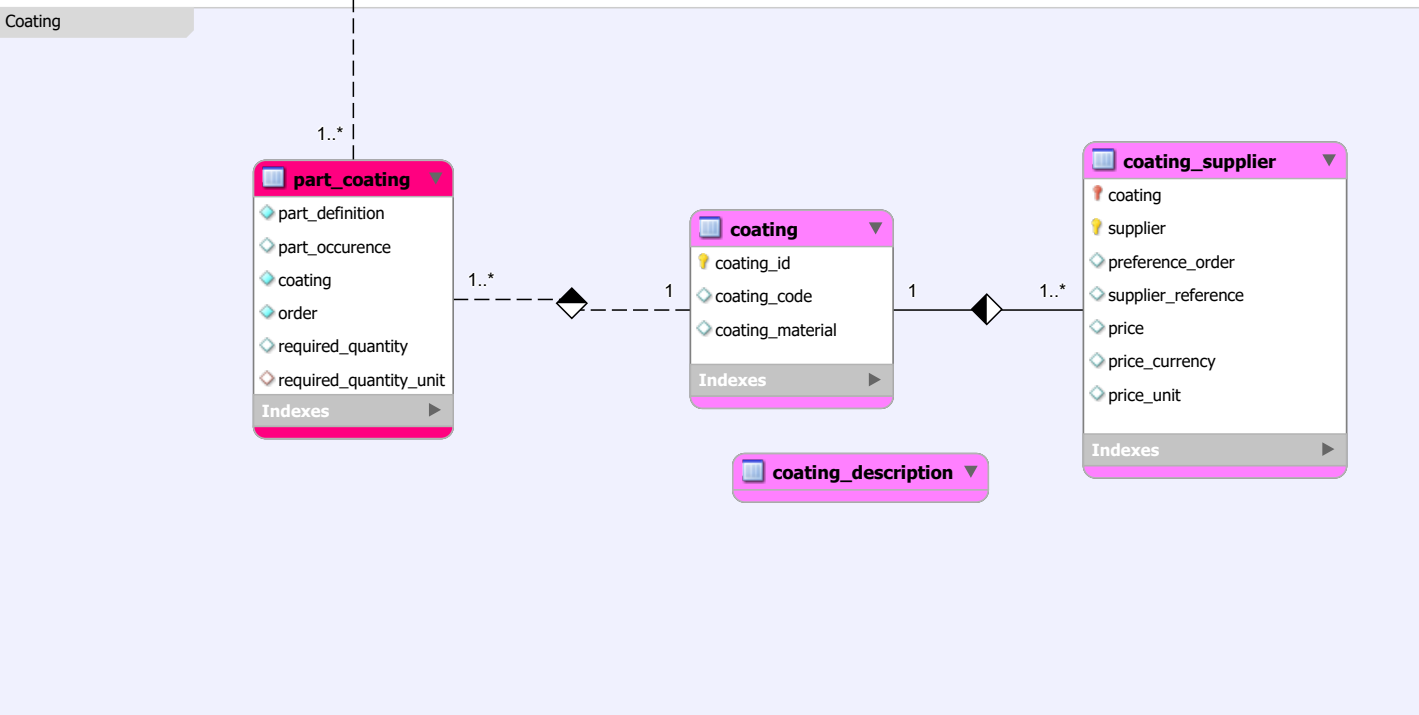 Coating
1..*
part_coating
part_definition
part_occurence
coating
order
required_quantity
required_quantity_unit
Indexes
1..*
1
coating
coating_id
coating_code
coating_material
Indexes
1
1..*
coating_supplier
coating
supplier
preference_order
supplier_reference
price
price_currency
price_unit
Indexes
coating_description